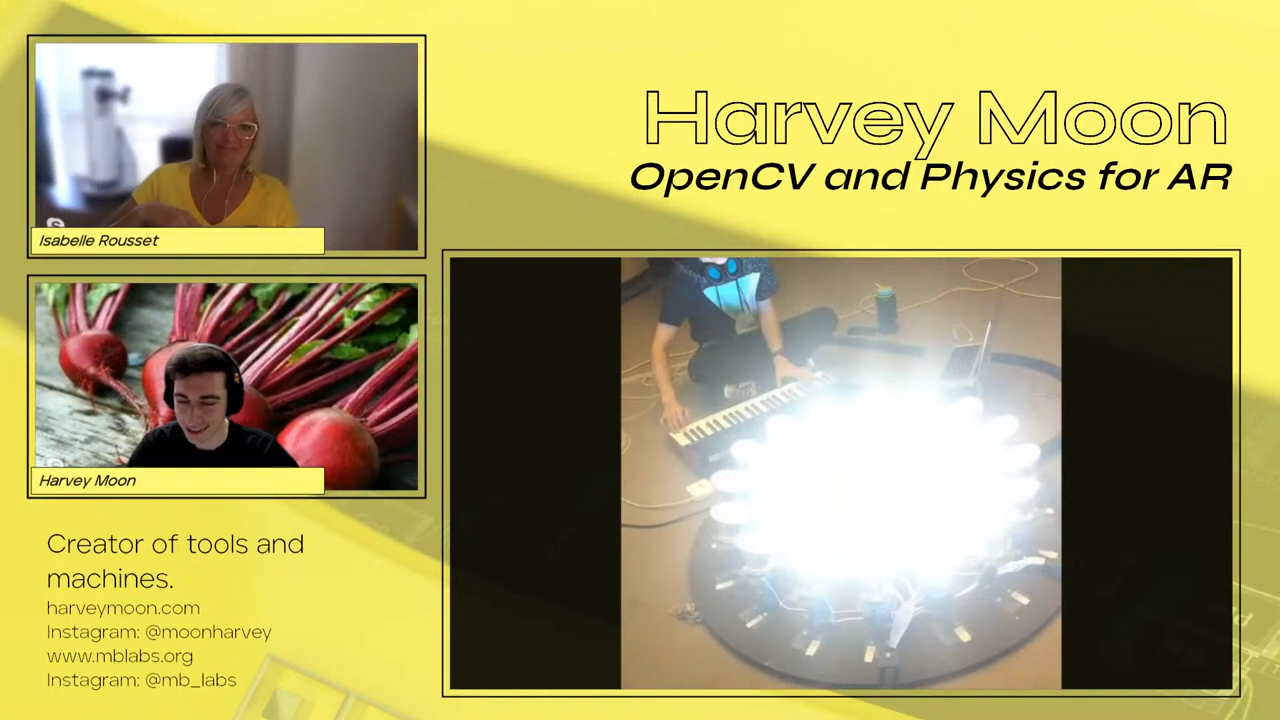 Harvey Moon
OpenCV and Physics for AR
Isabelle Rousset
Harvey Moon
Creator of tools and
machines.
harveymoon.com
Instagram: @moonharvey
www.mblabs.org
Instagram: @mb_labs